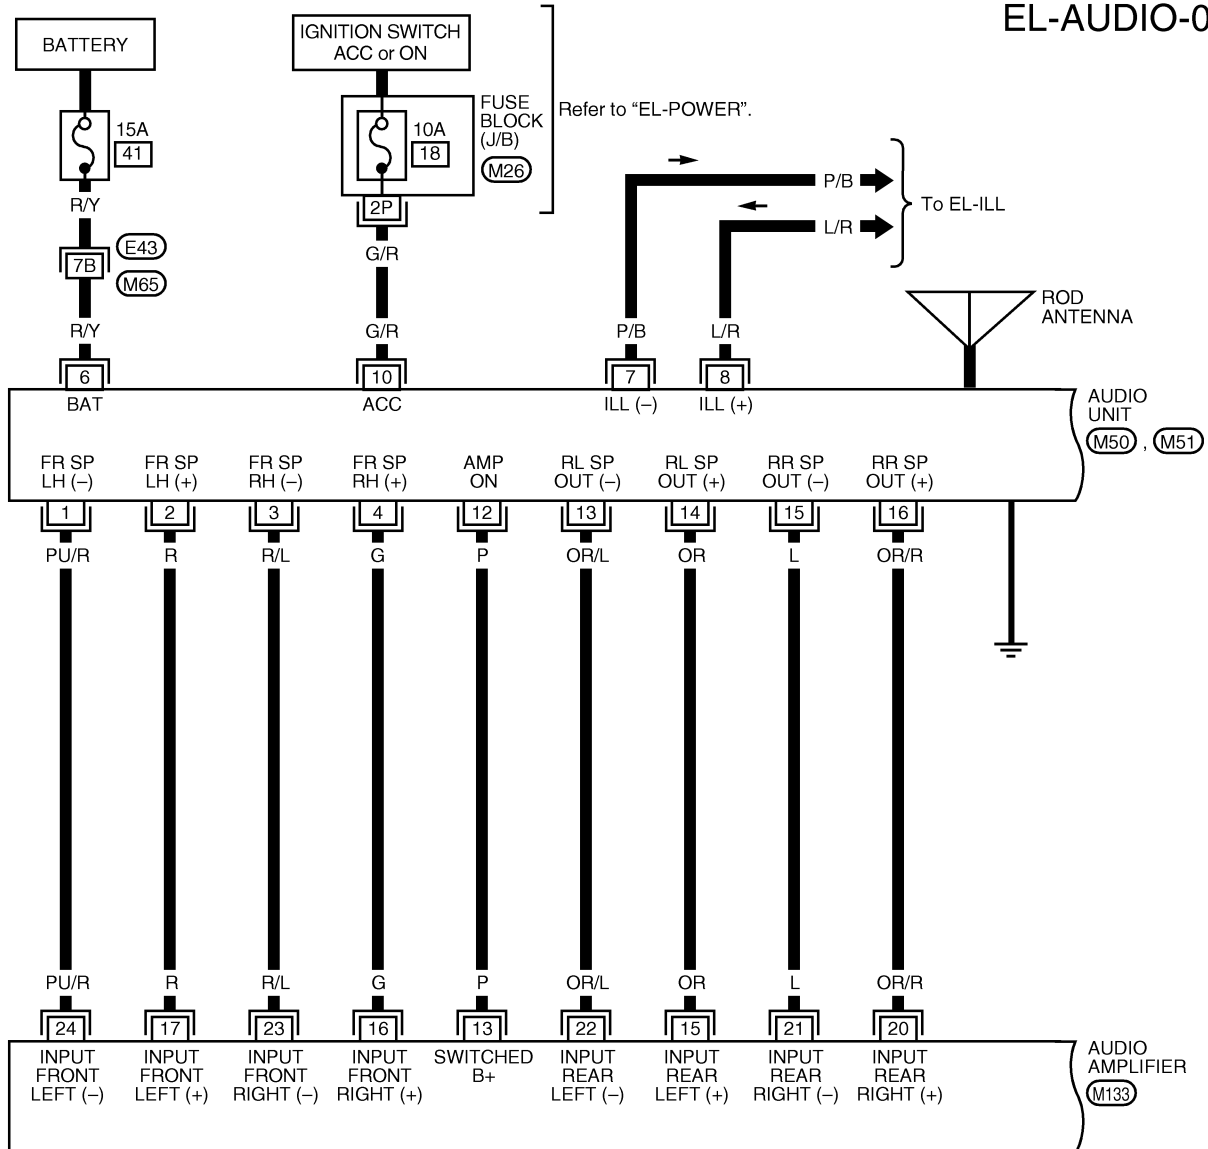 EL-AUDIO-0
BATTERY
IGNITION SWITCH
ACC or ON
FUSE
BLOCK
(J/B)
M26
Refer to “EL-POWER”.
15A
41
10A
18
R/Y
2P
G/R
7B
E43
M65
P/B
L/R
To EL-ILL
ROD
ANTENNA
R/Y
G/R
P/B
L/R
6
10
7
8
BAT
ACC
ILL (–)
ILL (+)
AUDIO
UNIT
M50 , M51
FR SP
LH (–)
FR SP
LH (+)
FR SP
RH (–)
FR SP
RH (+)
AMP
ON
RL SP
OUT (–)
RL SP
OUT (+)
RR SP
OUT (–)
RR SP
OUT (+)
1
2
3
4
12
13
14
15
16
PU/R
R
R/L
G
P
OR/L
OR
L
OR/R
PU/R
R
R/L
G
P
OR/L
OR
L
OR/R
24
17
23
16
13
22
15
21
20
INPUT
FRONT
LEFT (–)
INPUT
FRONT
LEFT (+)
INPUT
FRONT
RIGHT (–)
INPUT
FRONT
RIGHT (+)
SWITCHED
B+
INPUT
REAR
LEFT (–)
INPUT
REAR
LEFT (+)
INPUT
REAR
RIGHT (–)
INPUT
REAR
RIGHT (+)
AUDIO
AMPLIFIER
M133